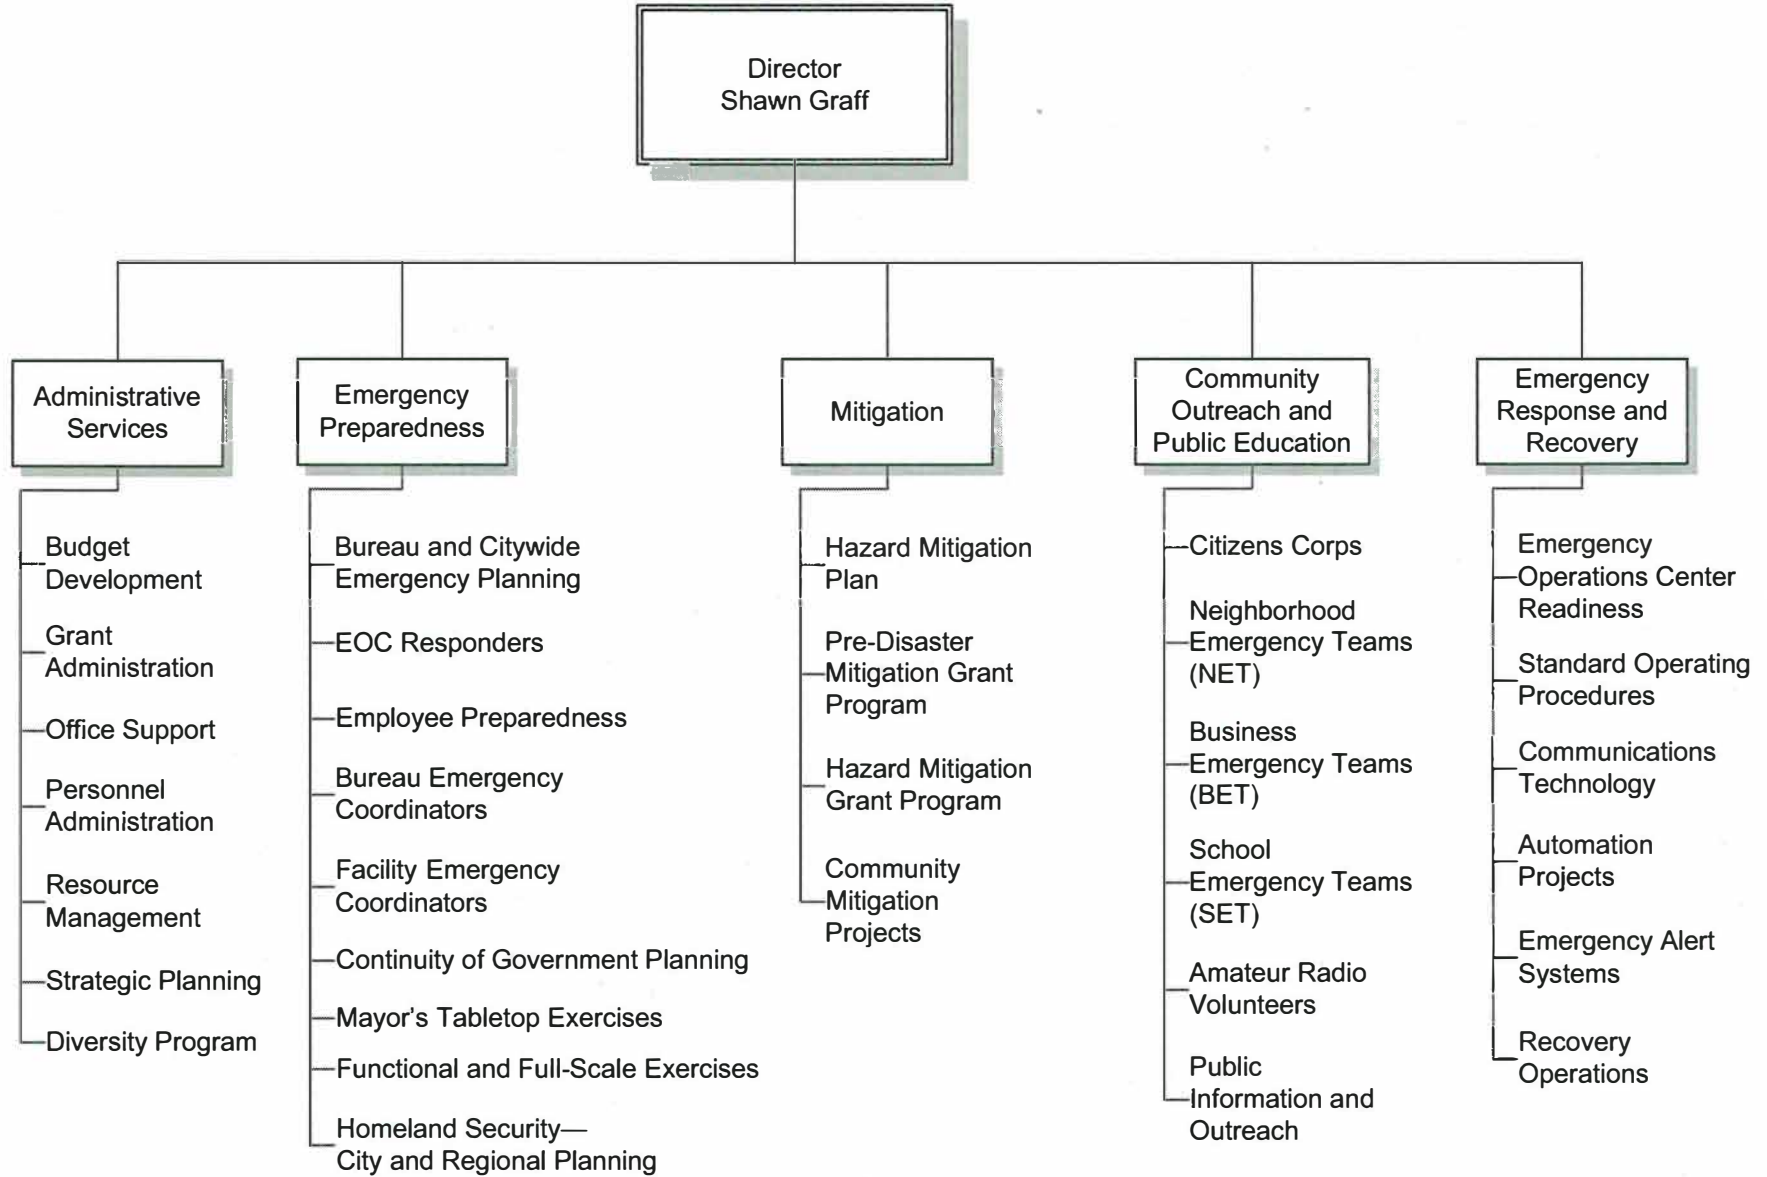 Director
Shawn Graff
Administrative
Services
Budget
Development
Grant
Administration
Office Support
Personnel
Administration
Resource
Management
Strategic Planning
Diversity Program
Emergency
Preparedness
Bureau and Citywide
Emergency Planning
EOC Responders
Employee Preparedness
Bureau Emergency
Coordinators
Facility Emergency
Coordinators
Continuity of Government Planning
Mayor's Tabletop Exercises
Functional and Full-Scale Exercises
Homeland Security—
City and Regional Planning
Mitigation
Hazard Mitigation
Plan
Pre-Disaster
Mitigation Grant
Program
Hazard Mitigation
Grant Program
Community
Mitigation
Projects
Community
Outreach and
Public Education
Citizens Corps
Neighborhood
Emergency Teams
(NET)
Business
Emergency Teams
(BET)
School
Emergency Teams
(SET)
Amateur Radio
Volunteers
Public
Information and
Outreach
Emergency
Response and
Recovery
Emergency
Operations Center
Readiness
Standard Operating
Procedures
Communications
Technology
Automation
Projects
Emergency Alert
Systems
Recovery
Operations